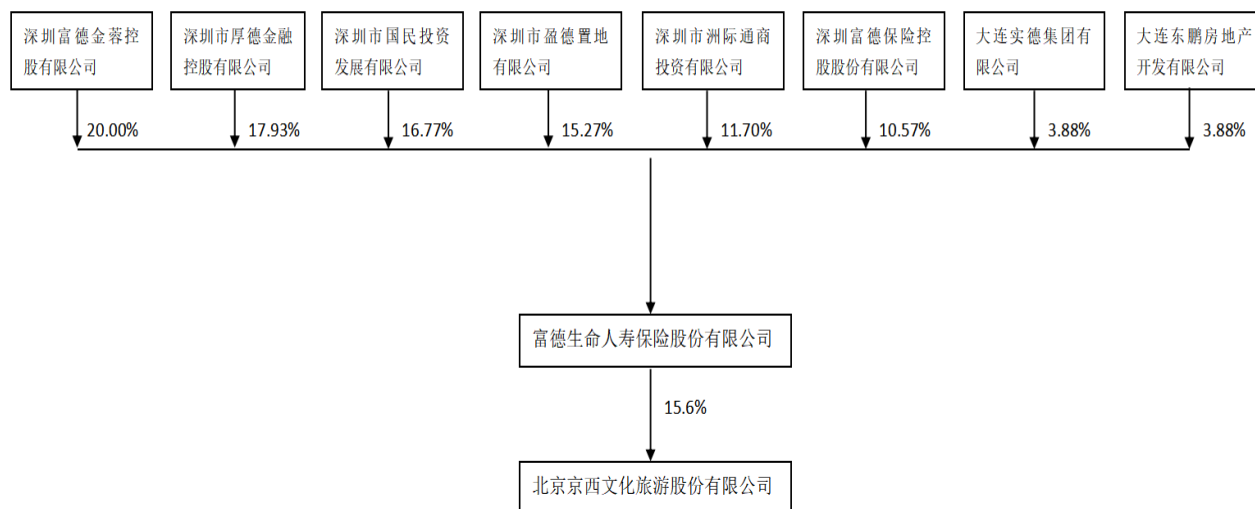 深圳富德金蓉控
股有限公司
深圳市厚德金融
控股有限公司
深圳市国民投资
发展有限公司
深圳市盈德置地
有限公司
深圳市洲际通商
投资有限公司
深圳富德保险控
股股份有限公司
大连实德集团有
限公司
大连东鹏房地产
开发有限公司
20.00%
17.93%
16.77%
15.27%
11.70%
10.57%
3.88%
3.88%
富德生命人寿保险股份有限公司
15.6%
北京京西文化旅游股份有限公司